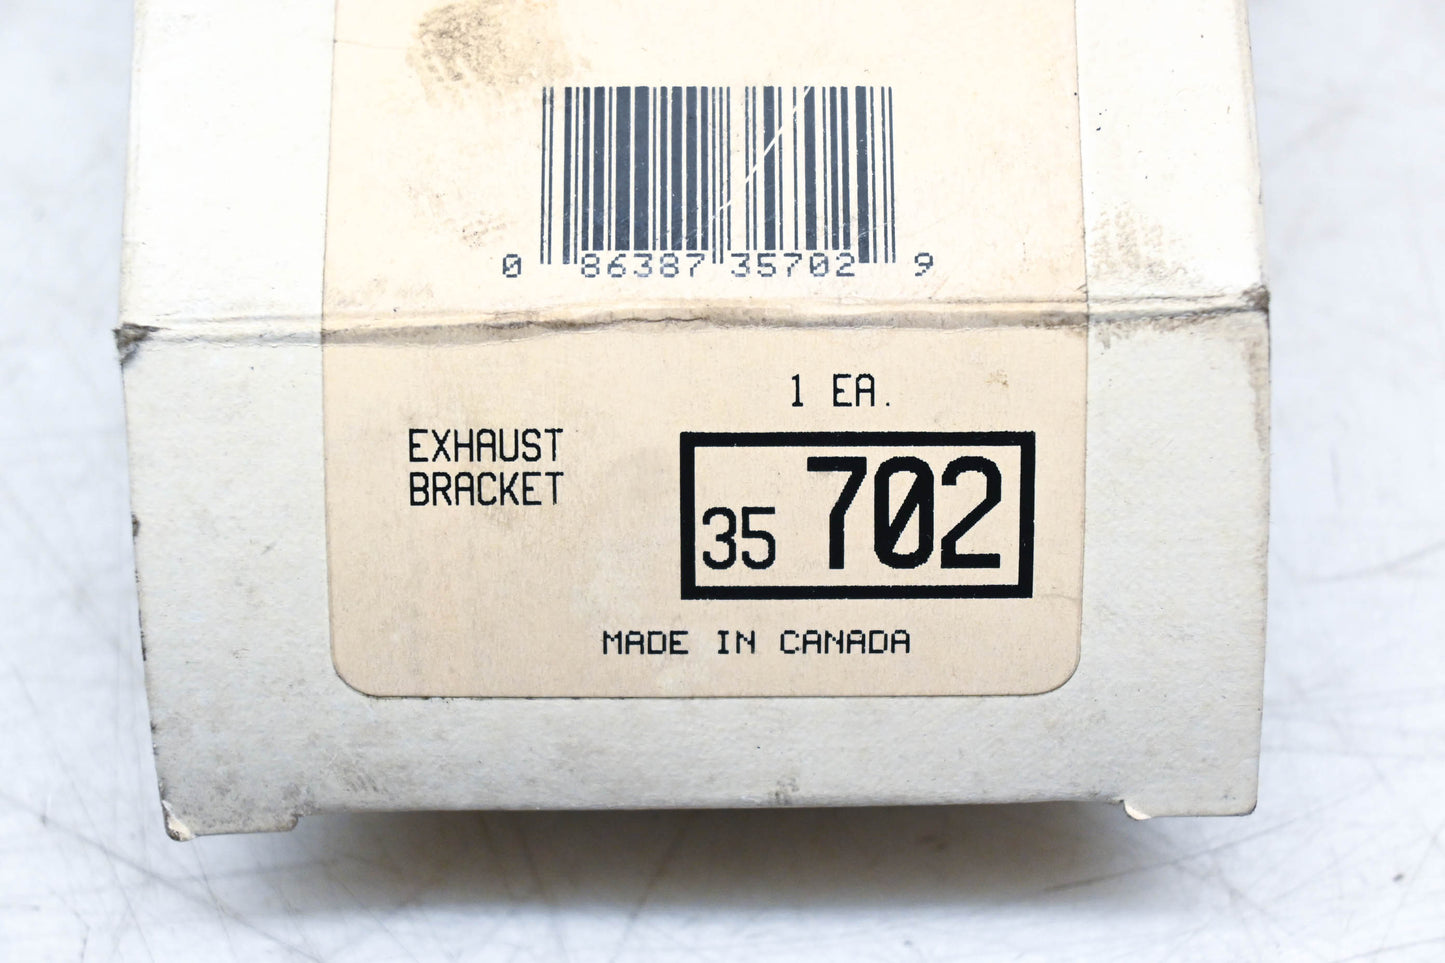 0 86387 35702 9
1 EA.
EXHAUST
BRACKET
35 702
MADE IN CANADA